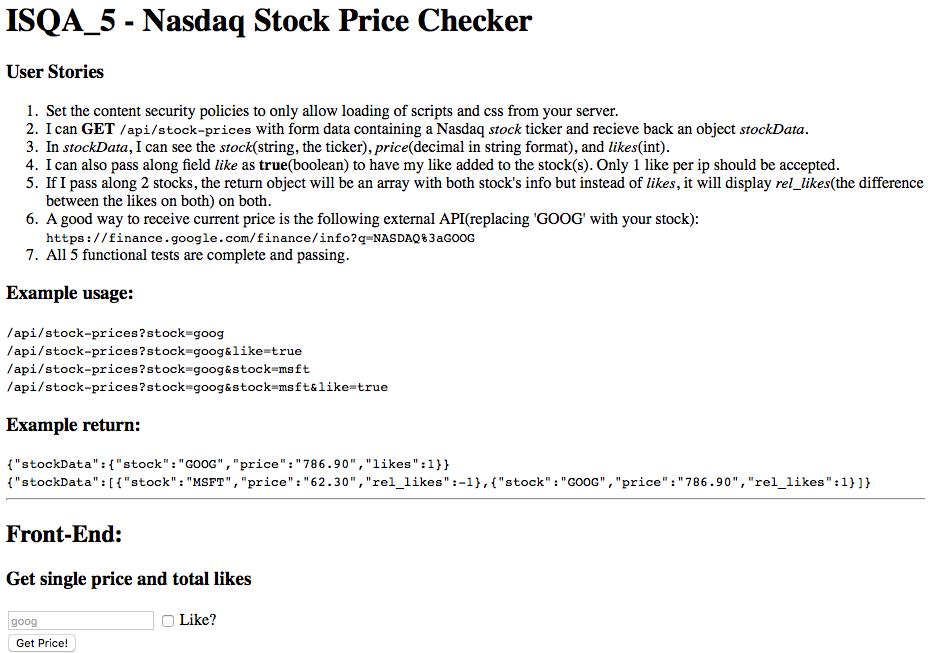 ISQA_5 - Nasdaq Stock Price Checker
User Stories
1. Set the content security policies to only allow loading of scripts and css from your server.
2. I can GET /api/stock-prices with form data containing a Nasdaq stock ticker and recieve back an object stockData.
3. In stockData, I can see the stock(string, the ticker), price(decimal in string format), and likes(int).
4. I can also pass along field like as true(boolean) to have my like added to the stock(s). Only 1 like per ip should be accepted.
5. If I pass along 2 stocks, the return object will be an array with both stock's info but instead of likes, it will display rel_likes(the difference
between the likes on both) on both.
6. A good way to receive current price is the following external API(replacing 'GOOG' with your stock):
https://finance.google.com/finance/info?q=NASDAQ%3aGOOG
7. All 5 functional tests are complete and passing.
Example usage:
/api/stock-prices?stock=goog
/api/stock-prices?stock=goog&like=true
/api/stock-prices?stock=goog&stock=msft
/api/stock-prices?stock=goog&stock=msft&like=true
Example return:
{"stockData":{"stock":"GOOG","price":"786.90","likes":1}}
{"stockData":[{"stock":"MSFT","price":"62.30","rel_likes":-1},{"stock":"GOOG","price":"786.90","rel_likes":1}]}
Front-End:
Get single price and total likes
goog Like?
Get Price!